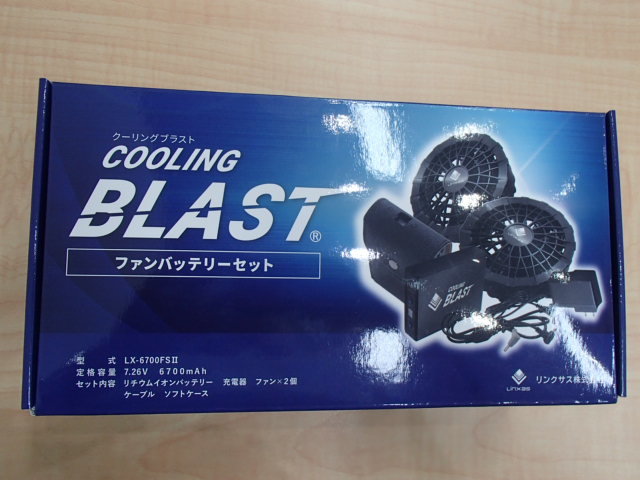 クーリングブラスト
COOLING
BLAST®
ファンバッテリーセット
COOLING
BLAST
型 式 LX-6700FSⅡ
定格容量 7.26V 6700mAh
セット内容 リチウムイオンバッテリー 充電器 ファン×2個
ケーブル ソフトケース
Linxas
リンクサス株式